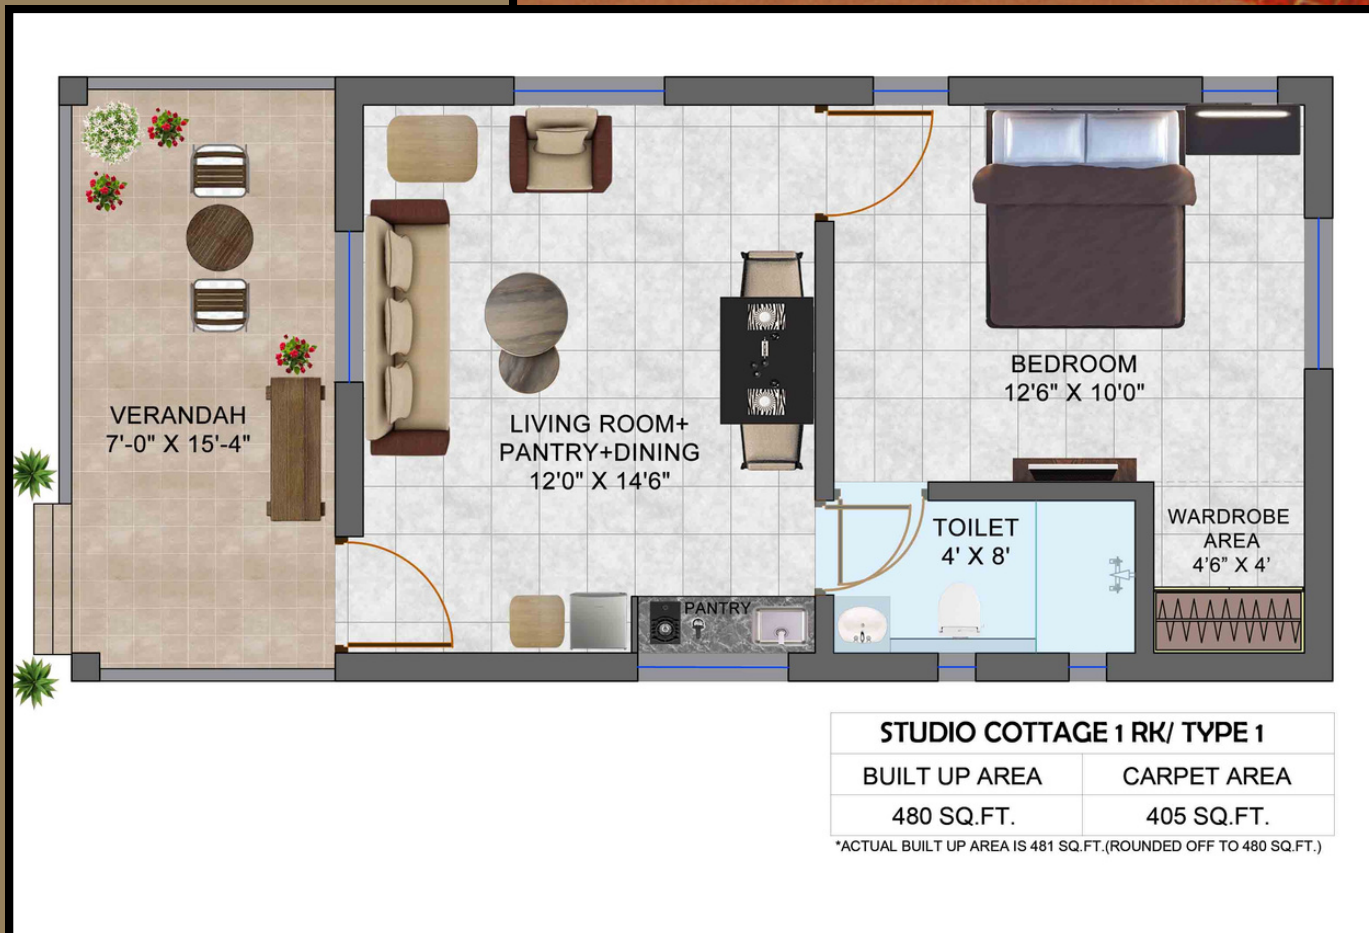 VERANDAH
7'-0" X 15'-4"
LIVING ROOM+
PANTRY+DINING
12'0" X 14'6"
BEDROOM
12'6" X 10'0"
TOILET
4' X 8'
WARDROBE
AREA
4'6" X 4'
PANTRY
STUDIO COTTAGE 1 RK/ TYPE 1
BUILT UP AREA CARPET AREA
480 SQ.FT. 405 SQ.FT.
*ACTUAL BUILT UP AREA IS 481 SQ.FT.(ROUNDED OFF TO 480 SQ.FT.)